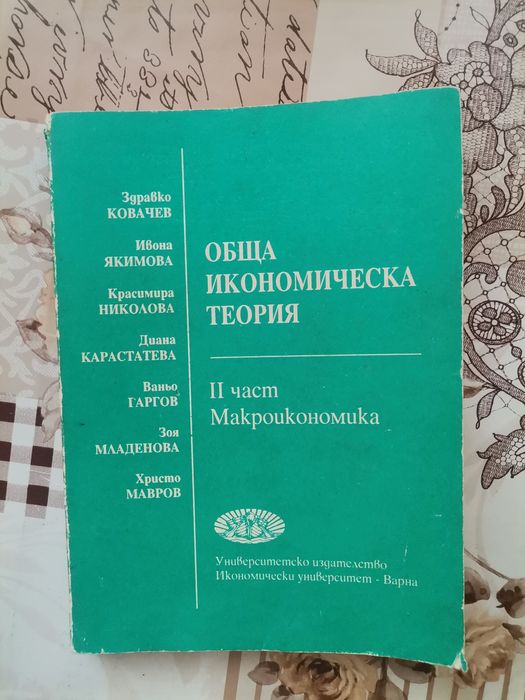 Здравко
КОВАЧЕВ
Ивона
ЯКИМОВА
Красимира
НИКОЛОВА
Диана
КАРАСТАТЕВА
Ваньо
ГАРГОВ
Зоя
МЛАДЕНОВА
Христо
МАВРОВ
ОБЩА
ИКОНОМИЧЕСКА
ТЕОРИЯ
II част
Макроикономика
Университетско издателство
Икономически университет - Варна